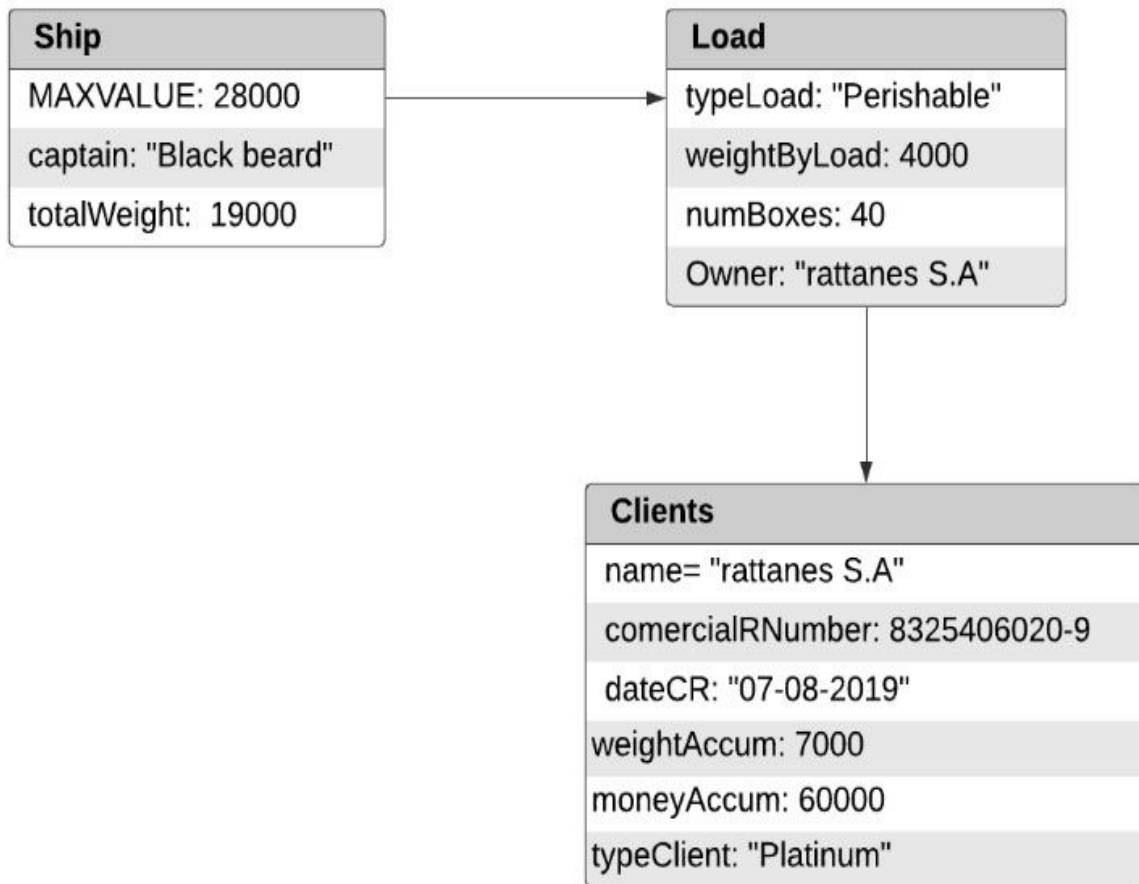 Ship
MAXVALUE: 28000
captain: "Black beard"
totalWeight: 19000
Load
typeLoad: "Perishable"
weightByLoad: 4000
numBoxes: 40
Owner: "rattanes S.A"
Clients
name= "rattanes S.A"
comercialRNumber: 8325406020-9
dateCR: "07-08-2019"
weightAccum: 7000
moneyAccum: 60000
typeClient: "Platinum"